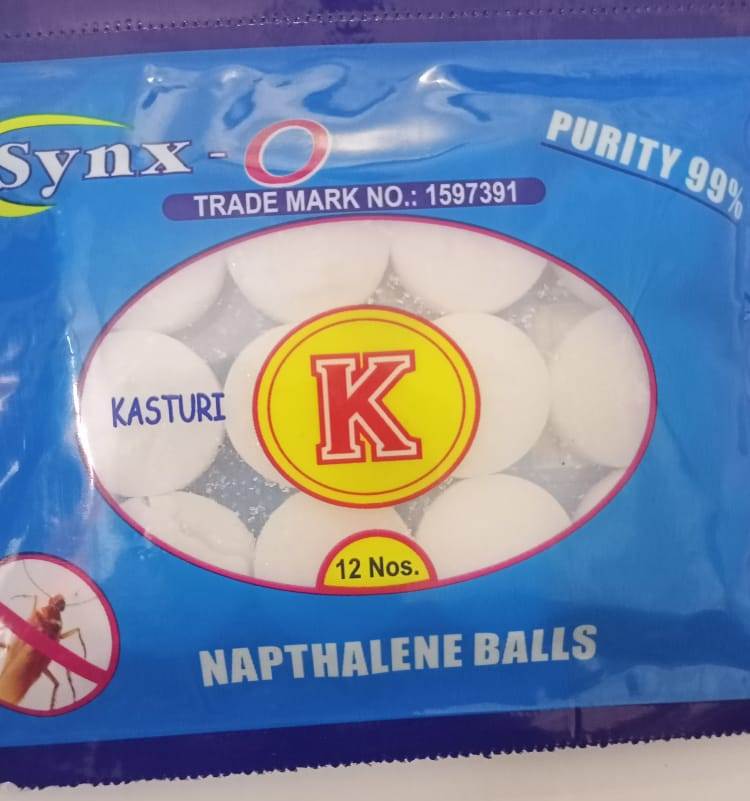 Synx-O
TRADE MARK NO.: 1597391
PURITY 99%
KASTURI
K
12 Nos.
NAPTHALENE BALLS